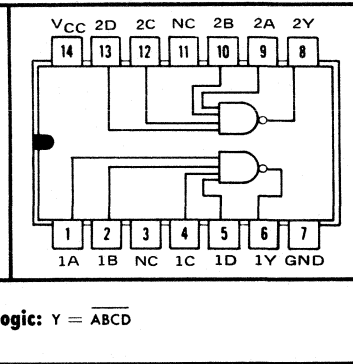 VCC 2D 2C NC 2B 2A 2Y
14 13 12 11 10 9 8
1 2 3 4 5 6 7
1A 1B NC 1C 1D 1Y GND
ogic: Y = \overline{ABCD}